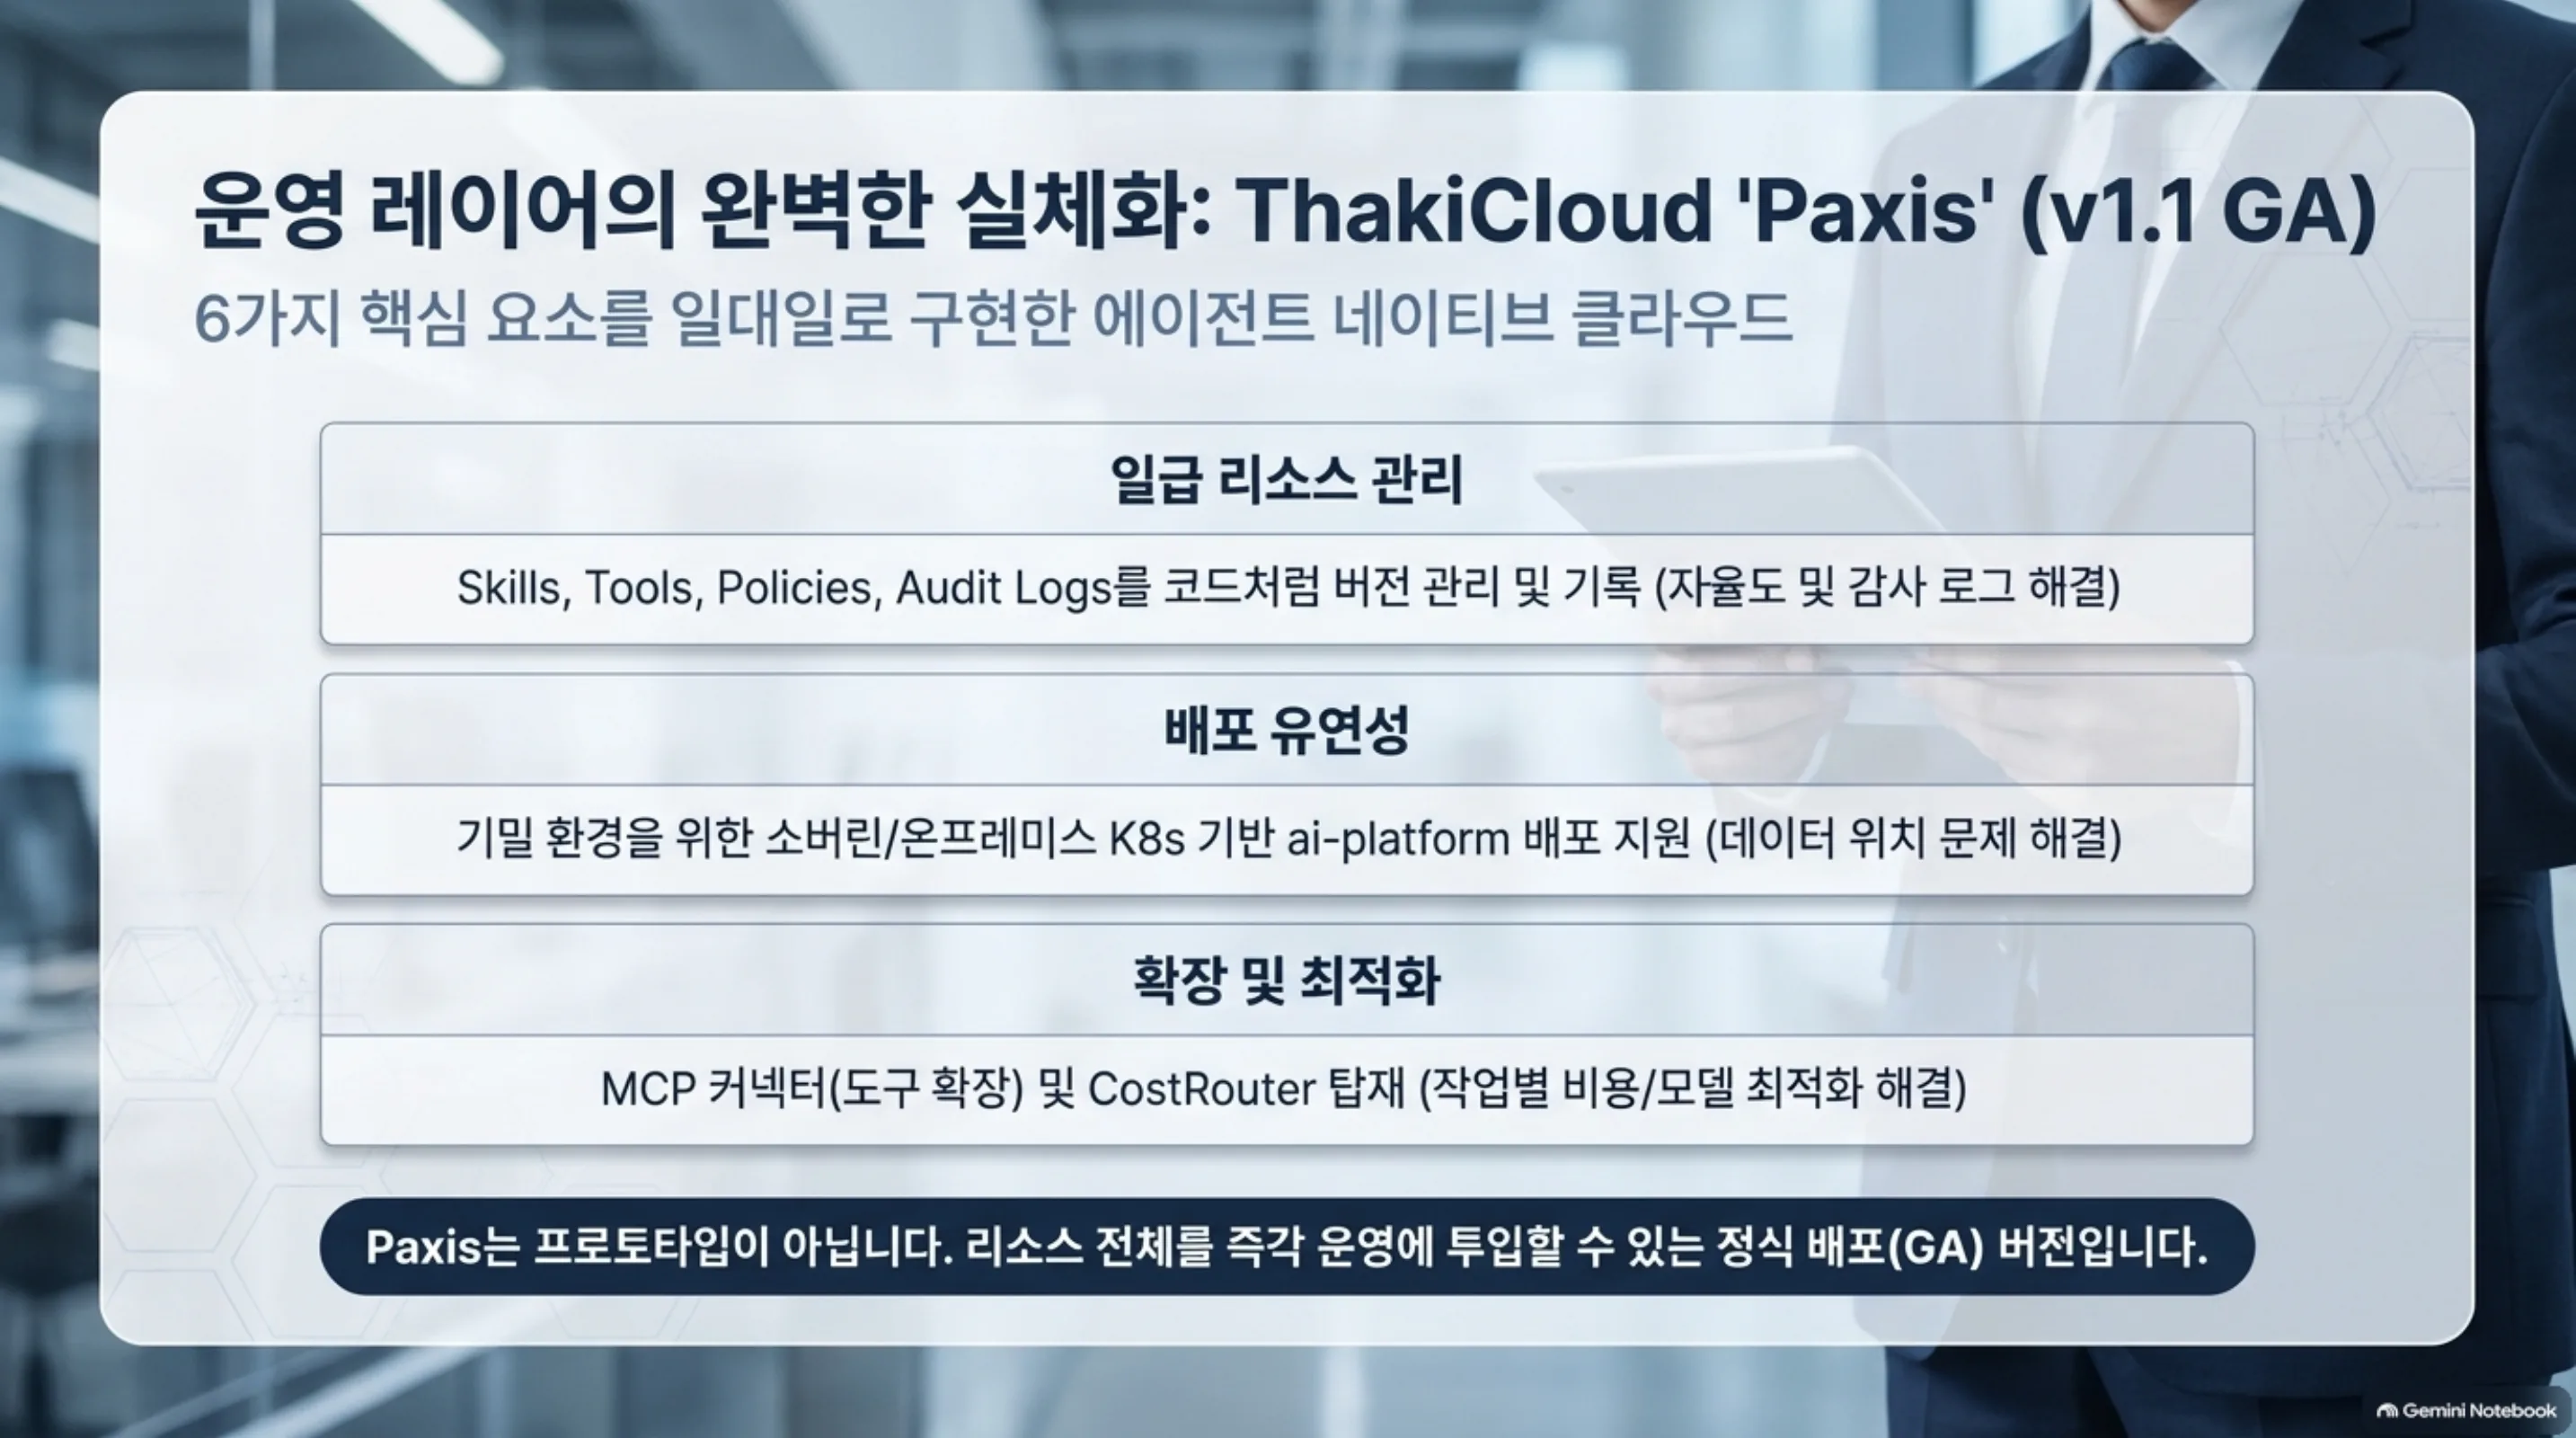 운영 레이어의 완벽한 실체화: ThakiCloud 'Paxis' (v1.1 GA)
6가지 핵심 요소를 일대일로 구현한 에이전트 네이티브 클라우드
일급 리소스 관리
Skills, Tools, Policies, Audit Logs를 코드처럼 버전 관리 및 기록 (자율도 및 감사 로그 해결)
배포 유연성
기밀 환경을 위한 소버린/온프레미스 K8s 기반 ai-platform 배포 지원 (데이터 위치 문제 해결)
확장 및 최적화
MCP 커넥터(도구 확장) 및 CostRouter 탑재 (작업별 비용/모델 최적화 해결)
Paxis는 프로토타입이 아닙니다. 리소스 전체를 즉각 운영에 투입할 수 있는 정식 배포(GA) 버전입니다.
Gemini Notebook